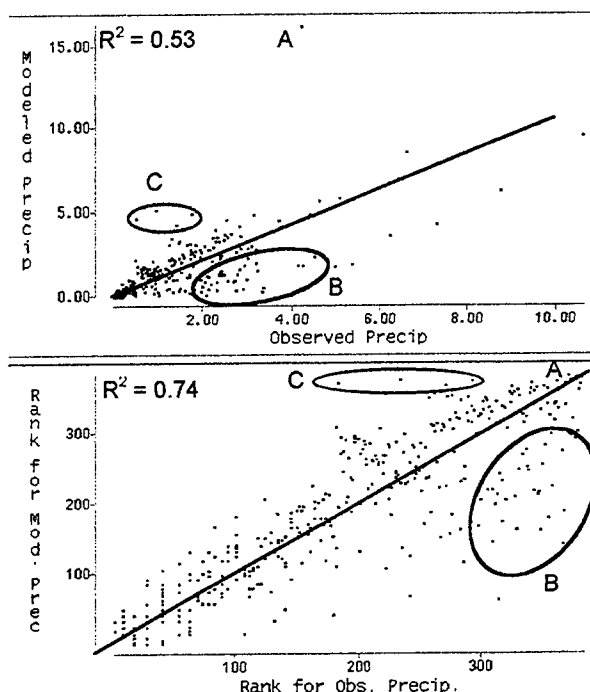 R² = 0.53
A
15.00
10.00
5.00
0.00
Modeled Precip
C
B
2.00 4.00 6.00 8.00 10.00
Observed Precip
R² = 0.74
C
A
300
200
100
Rank for Mod. Prec
B
100 200 300
Rank for Obs. Precip.